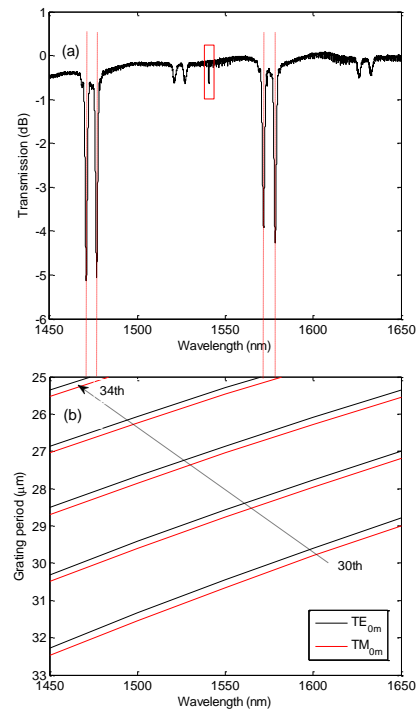 (a)
1
0
-1
-2
-3
-4
-5
-6
Transmission (dB)
1450 1500 1550 1600 1650
Wavelength (nm)
(b)
25
26
27
28
29
30
31
32
33
Grating period (μm)
34th
30th
TE0m
TM0m
1450 1500 1550 1600 1650
Wavelength (nm)